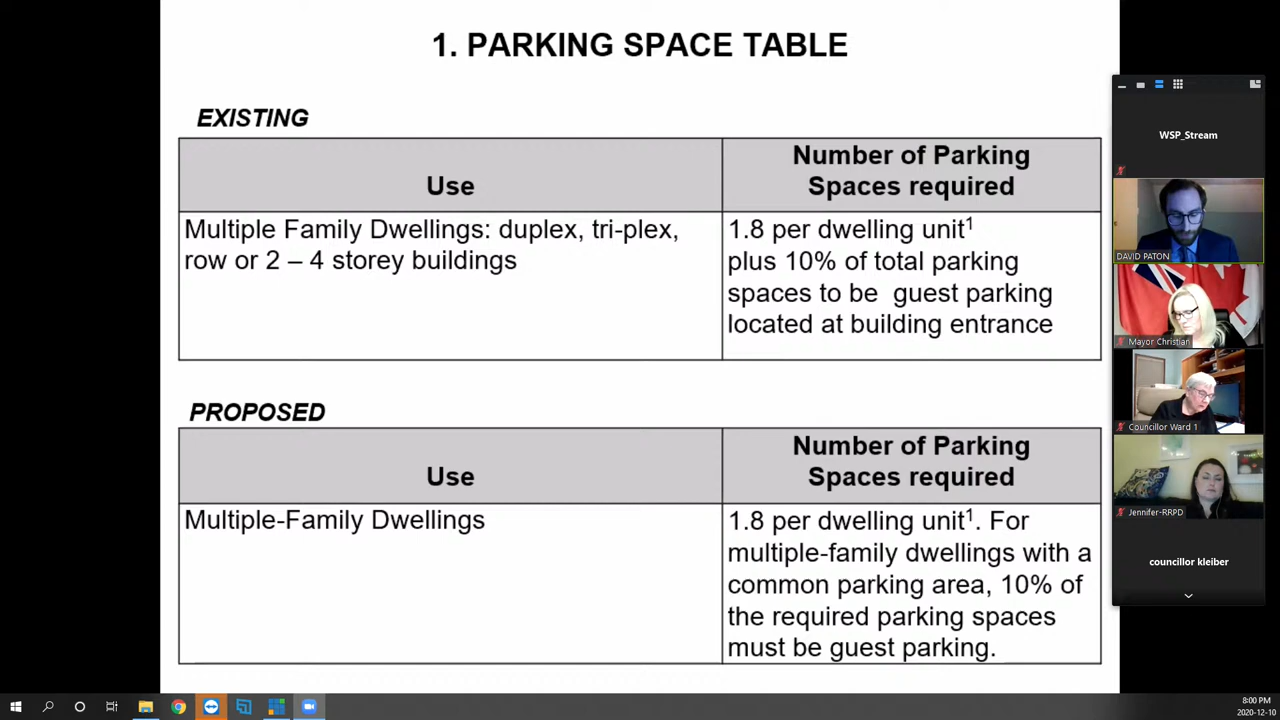 1. PARKING SPACE TABLE
EXISTING
Use
Number of Parking
Spaces required
Multiple Family Dwellings: duplex, tri-plex,
row or 2 – 4 storey buildings
1.8 per dwelling unit¹
plus 10% of total parking
spaces to be guest parking
located at building entrance
PROPOSED
Use
Number of Parking
Spaces required
Multiple-Family Dwellings
1.8 per dwelling unit¹. For
multiple-family dwellings with a
common parking area, 10% of
the required parking spaces
must be guest parking.
WSP_Stream
DAVID PATON
Mayor Christian
Councillor Ward 1
Jennifer-RRPD
councillor kleiber
8:00 PM
2020-12-10